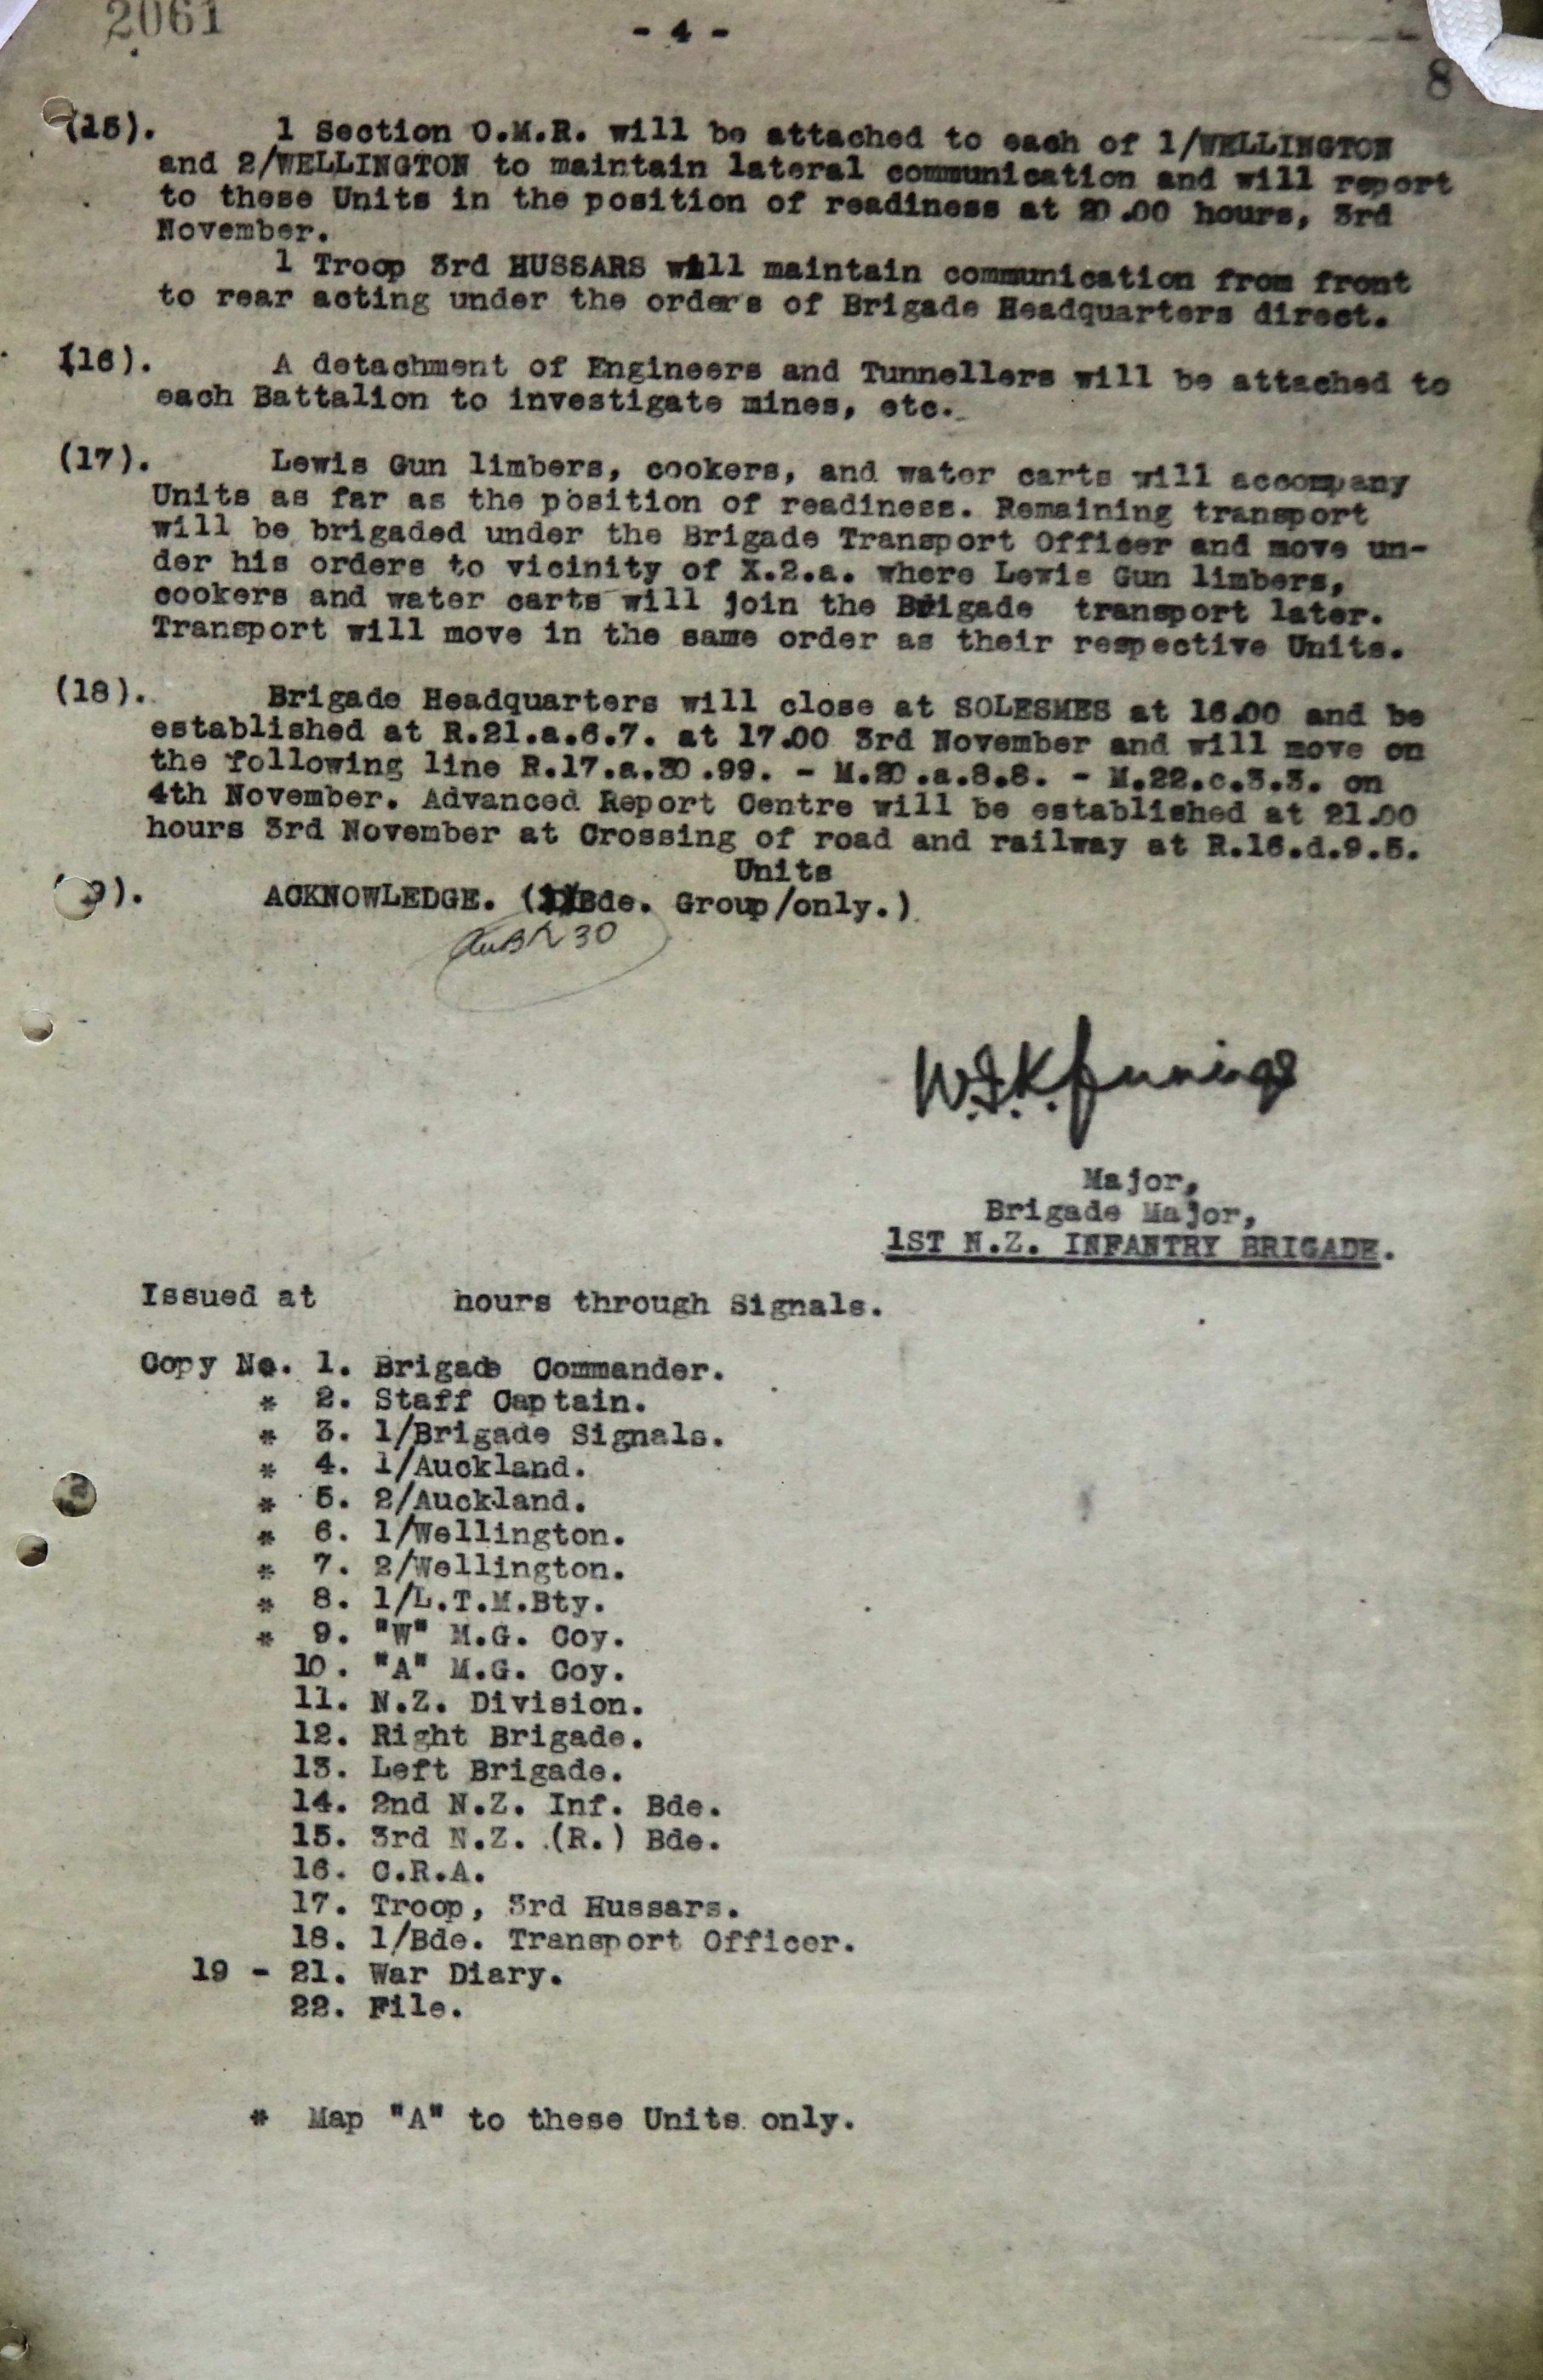 2061
- 4 -
8
(15). 1 Section O.M.R. will be attached to each of 1/WELLINGTON
and 2/WELLINGTON to maintain lateral communication and will report
to these Units in the position of readiness at 20.00 hours, 3rd
November.
1 Troop 3rd HUSSARS will maintain communication from front
to rear acting under the orders of Brigade Headquarters direct.
(16). A detachment of Engineers and Tunnellers will be attached to
each Battalion to investigate mines, etc.
(17). Lewis Gun limbers, cookers, and water carts will accompany
Units as far as the position of readiness. Remaining transport
will be brigaded under the Brigade Transport Officer and move un-
der his orders to vicinity of X.2.a. where Lewis Gun limbers,
cookers and water carts will join the Brigade transport later.
Transport will move in the same order as their respective Units.
(18). Brigade Headquarters will close at SOLESMES at 16.00 and be
established at R.21.a.6.7. at 17.00 3rd November and will move on
the following line R.17.a.30.99. - M.20.a.8.8. - M.22.c.3.3. on
4th November. Advanced Report Centre will be established at 21.00
hours 3rd November at Crossing of road and railway at R.16.d.9.5.
Units
9). ACKNOWLEDGE. (1/Bde. Group/only.)
30
W.I.K. Jennings
Major,
Brigade Major,
1ST N.Z. INFANTRY BRIGADE.
Issued at hours through Signals.
Copy No. 1. Brigade Commander.
* 2. Staff Captain.
* 3. 1/Brigade Signals.
* 4. 1/Auckland.
* 5. 2/Auckland.
* 6. 1/Wellington.
* 7. 2/Wellington.
* 8. 1/L.T.M.Bty.
* 9. "W" M.G. Coy.
10. "A" M.G. Coy.
11. N.Z. Division.
12. Right Brigade.
13. Left Brigade.
14. 2nd N.Z. Inf. Bde.
15. 3rd N.Z. (R.) Bde.
16. C.R.A.
17. Troop, 3rd Hussars.
18. 1/Bde. Transport Officer.
19 - 21. War Diary.
22. File.
* Map "A" to these Units only.